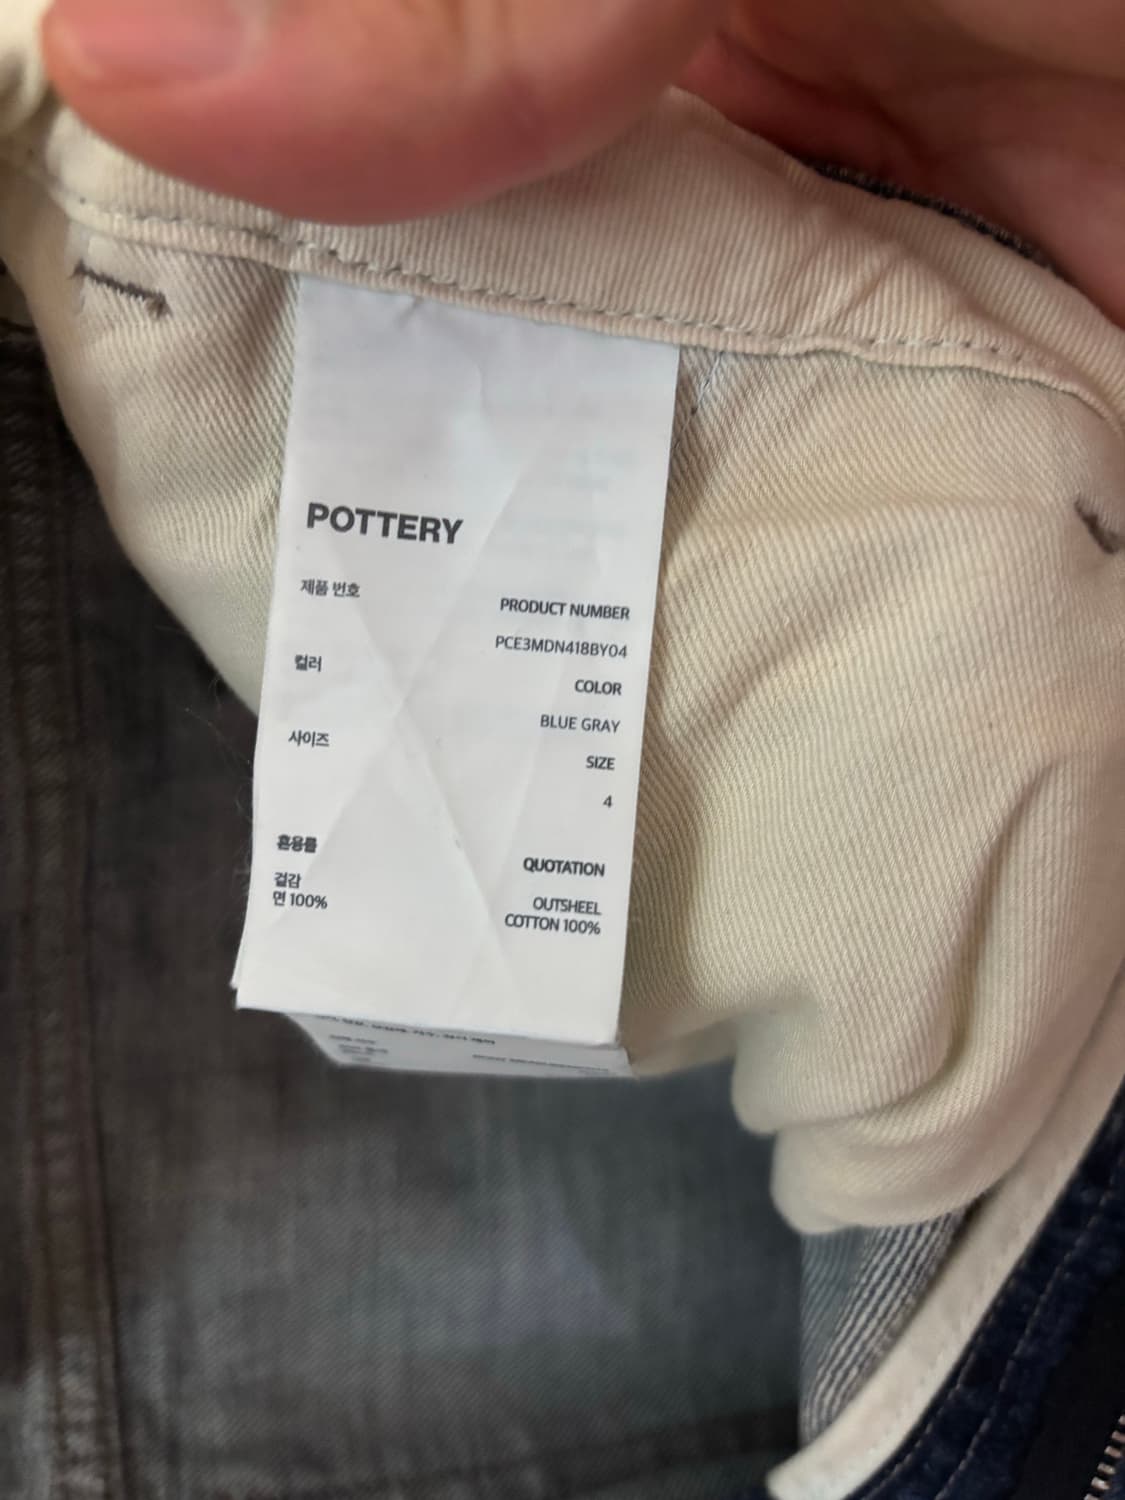 POTTERY
제품 번호
PRODUCT NUMBER
PCE3MDN418BY04
컬러
COLOR
BLUE GRAY
사이즈
SIZE
4
혼용률
QUOTATION
겉감
OUTSHEEL
면 100%
COTTON 100%